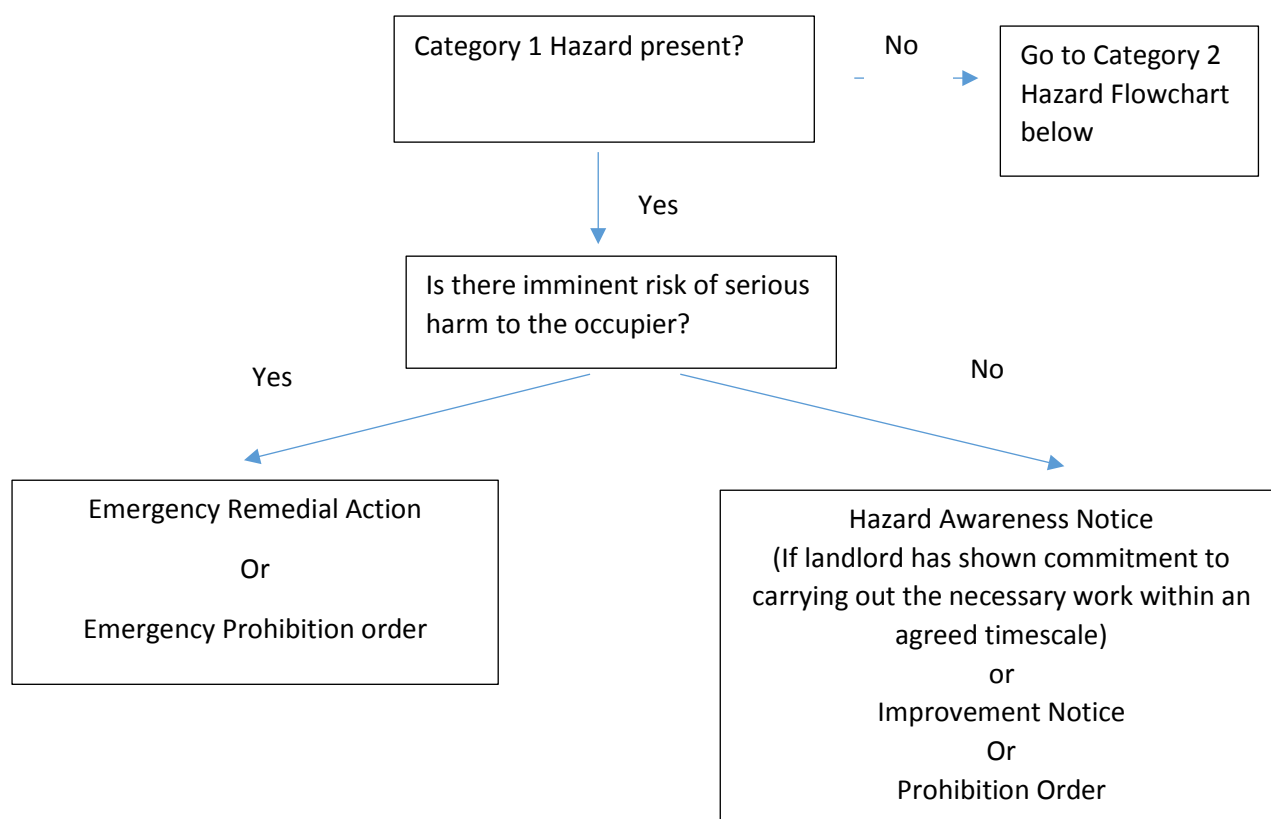 Category 1 Hazard present?
No
Go to Category 2
Hazard Flowchart
below
Yes
Is there imminent risk of serious
harm to the occupier?
Yes
No
Emergency Remedial Action
Or
Emergency Prohibition order
Hazard Awareness Notice
(If landlord has shown commitment to
carrying out the necessary work within an
agreed timescale)
or
Improvement Notice
Or
Prohibition Order